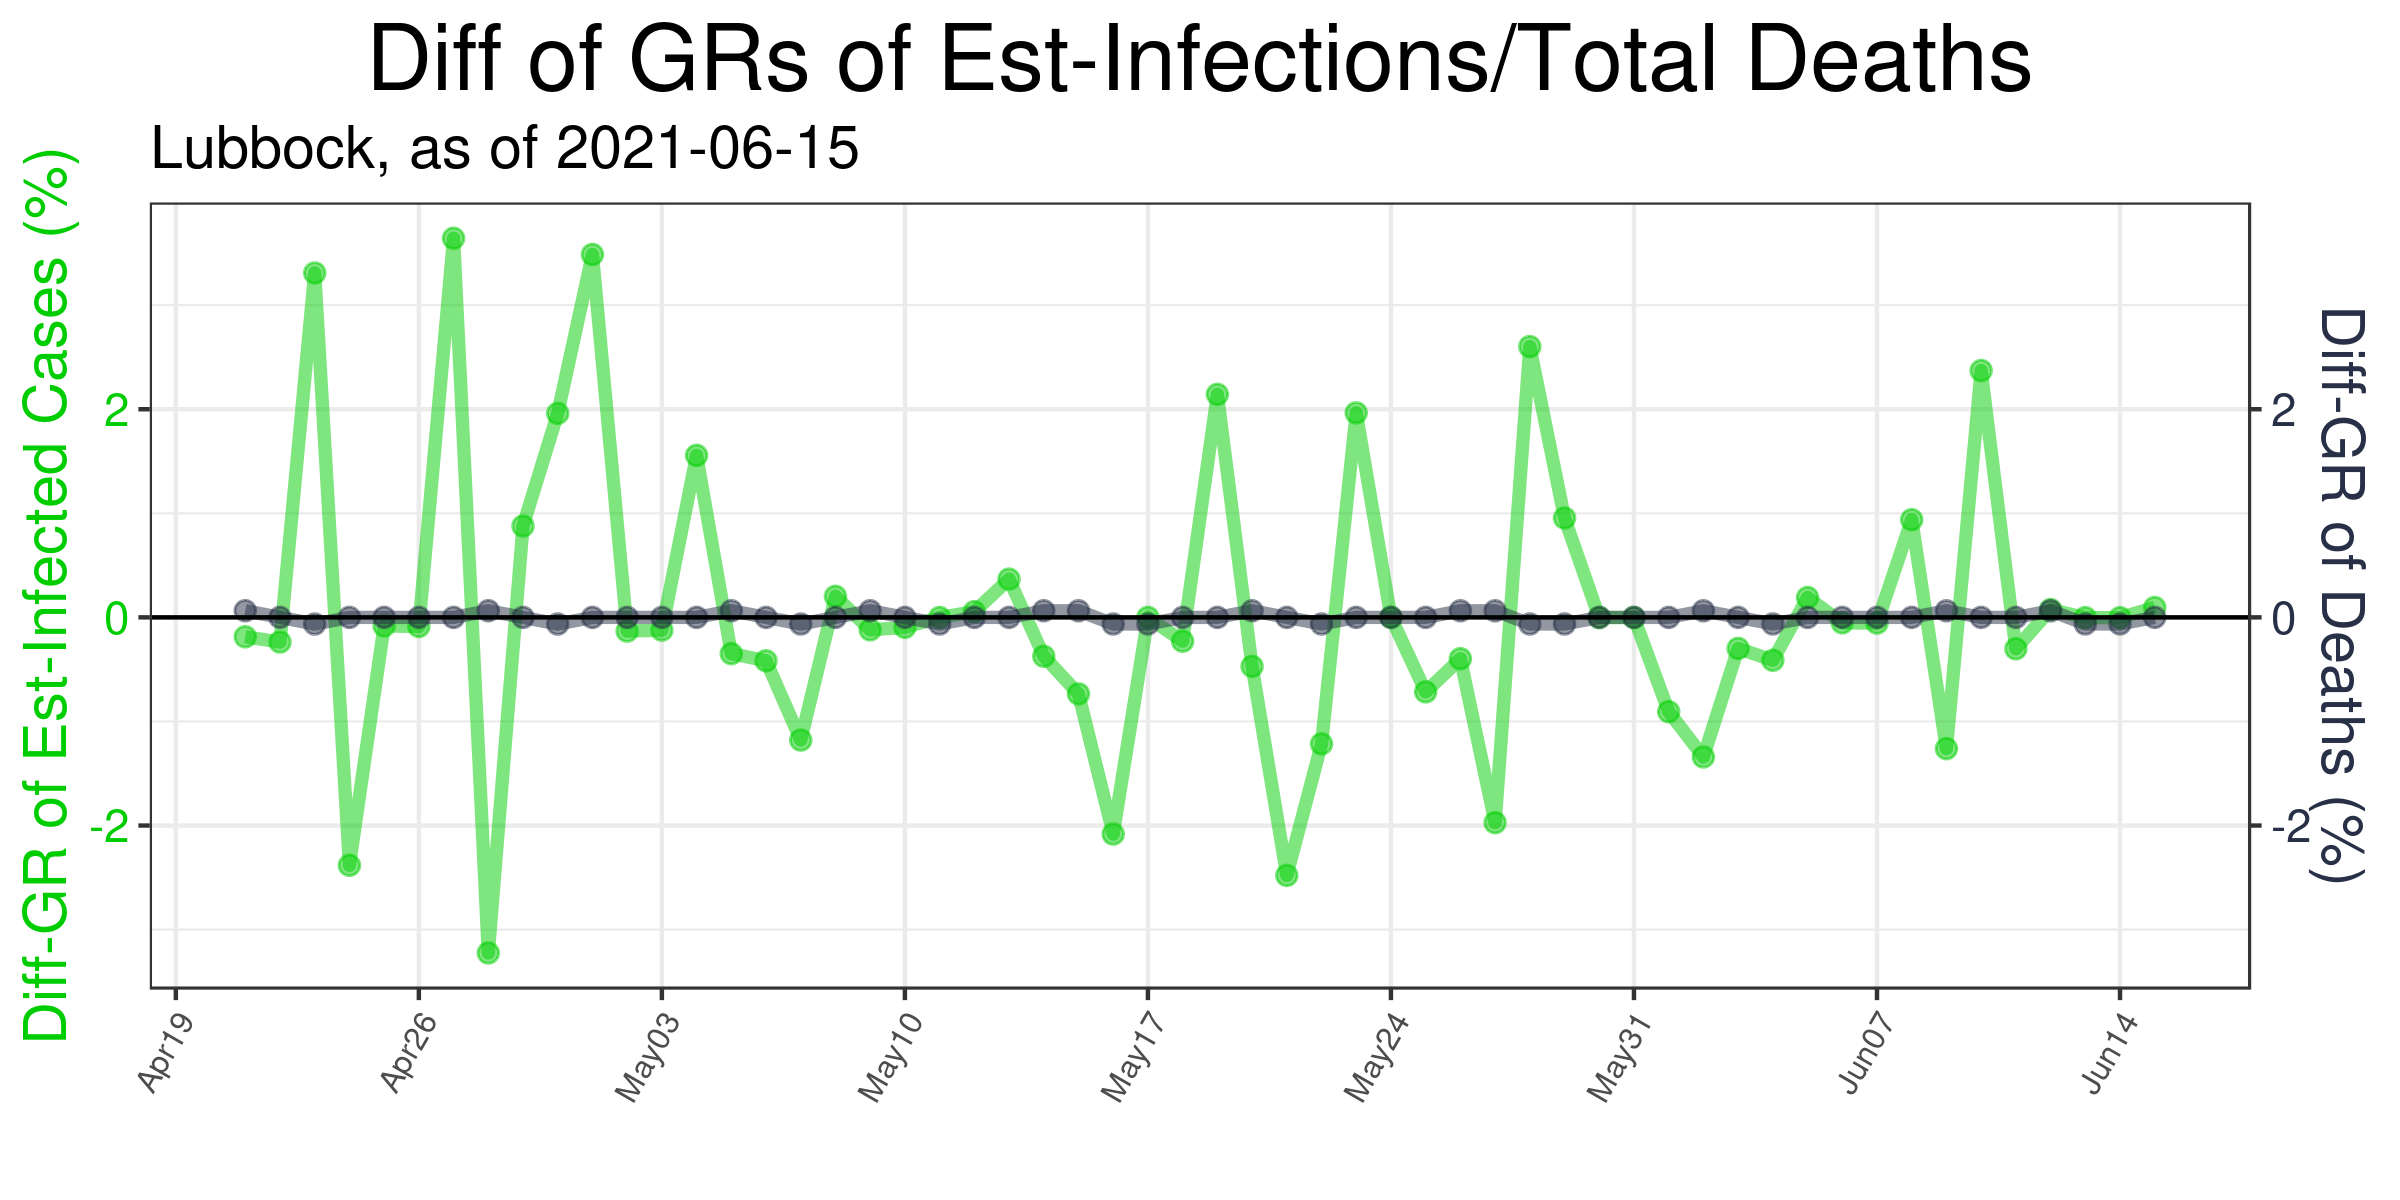 Diff of GRs of Est-Infections/Total Deaths
Lubbock, as of 2021-06-15
Diff-GR of Est-Infected Cases (%)
2
0
-2
2
0
-2
Diff-GR of Deaths (%)
Apr19
Apr26
May03
May10
May17
May24
May31
Jun07
Jun14